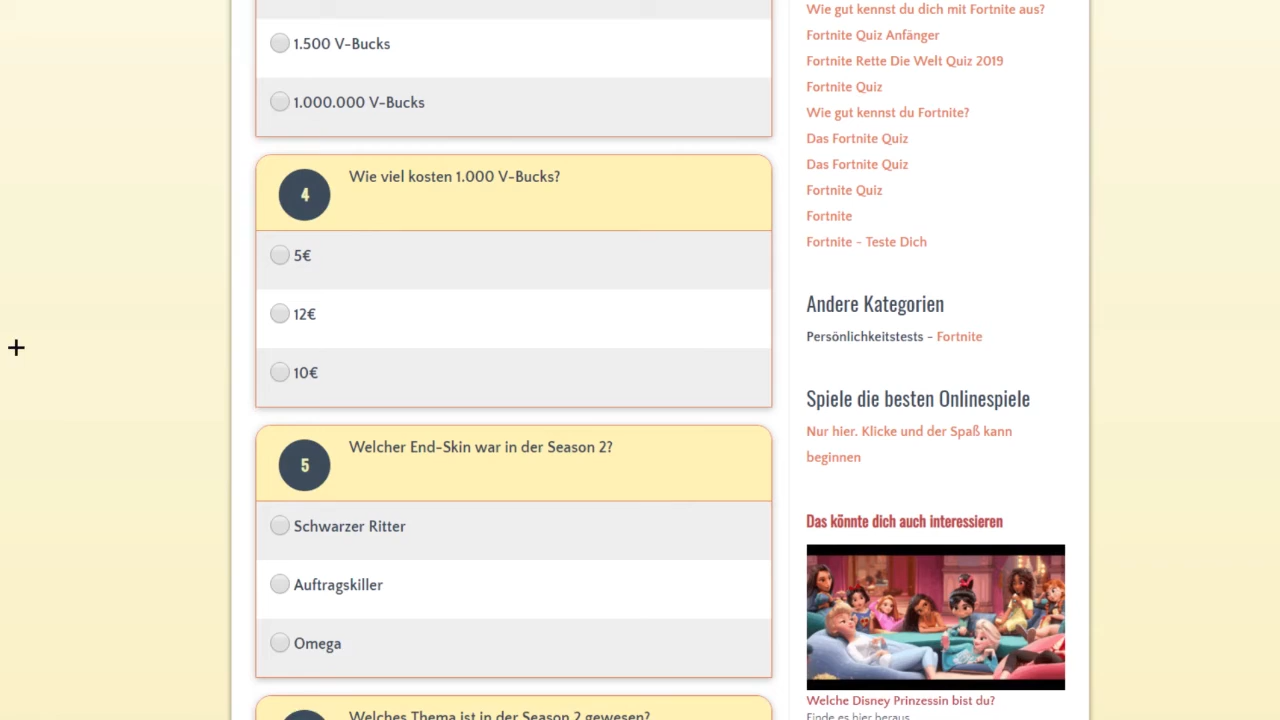 1.500 V-Bucks
1.000.000 V-Bucks
4
Wie viel kosten 1.000 V-Bucks?
5€
12€
10€
5
Welcher End-Skin war in der Season 2?
Schwarzer Ritter
Auftragskiller
Omega
Welches Thema ist in der Season 2 gewesen?
Wie gut kennst du dich mit Fortnite aus?
Fortnite Quiz Anfänger
Fortnite Rette Die Welt Quiz 2019
Fortnite Quiz
Wie gut kennst du Fortnite?
Das Fortnite Quiz
Das Fortnite Quiz
Fortnite Quiz
Fortnite
Fortnite - Teste Dich
Andere Kategorien
Persönlichkeitstests - Fortnite
Spiele die besten Onlinespiele
Nur hier. Klicke und der Spaß kann
beginnen
Das könnte dich auch interessieren
Welche Disney Prinzessin bist du?
Finde es hier heraus